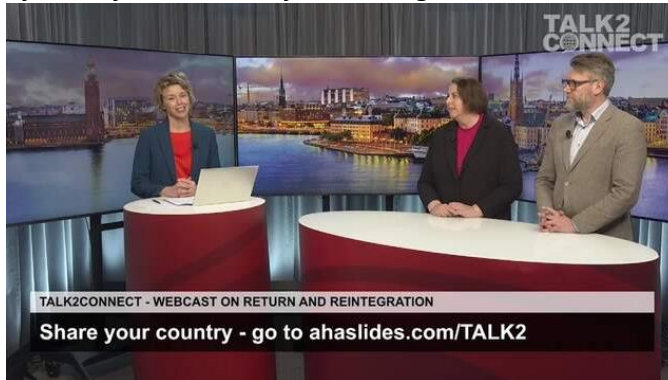 TALK2
CONNECT
TALK2CONNECT - WEBCAST ON RETURN AND REINTEGRATION
Share your country - go to ahaslides.com/TALK2